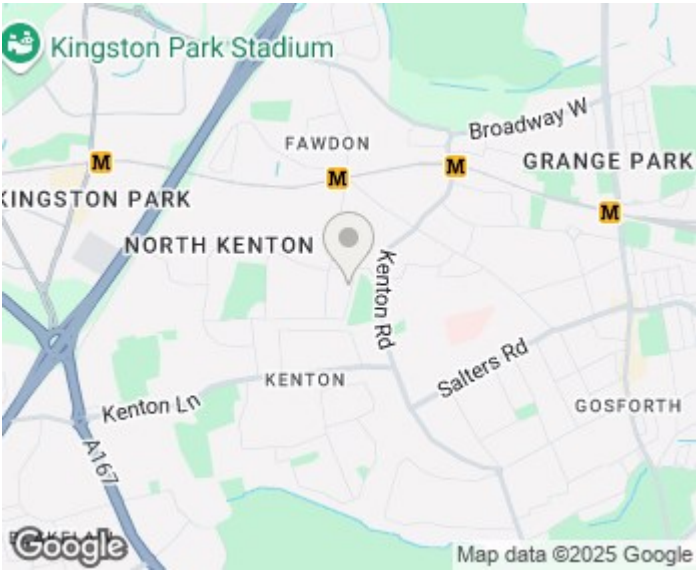 Kingston Park Stadium
Broadway W
FAWDON
M
M
M
GRANGE PARK
M
KINGSTON PARK
NORTH KENTON
Kenton Rd
Salters Rd
KENTON
Kenton Ln
GOSFORTH
A167
Google
Map data ©2025 Google